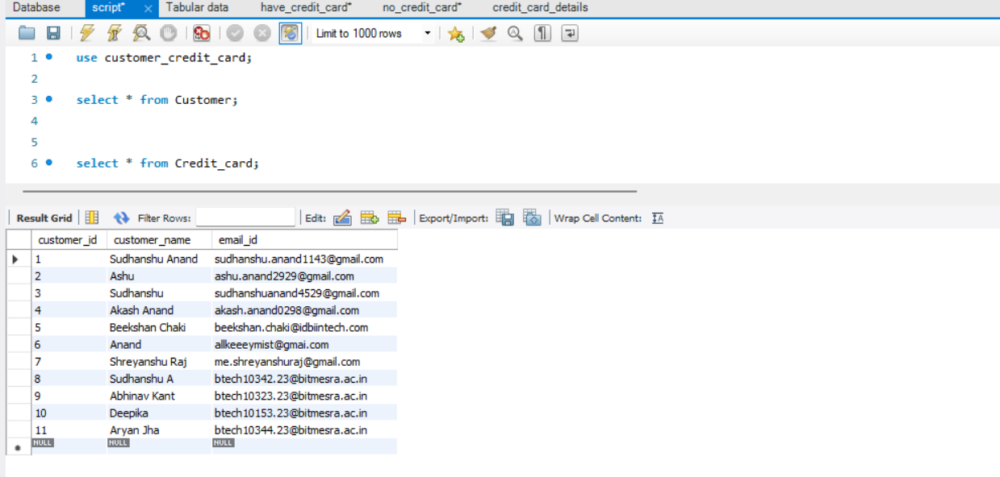 Database script* × Tabular data have_credit_card* no_credit_card* credit_card_details
Limit to 1000 rows
1 use customer_credit_card;
2
3 select * from Customer;
4
5
6 select * from Credit_card;
Result Grid Filter Rows: Edit: Export/Import: Wrap Cell Content: IA
customer_id customer_name email_id
1 Sudhanshu Anand sudhanshu.anand1143@gmail.com
2 Ashu ashu.anand2929@gmail.com
3 Sudhanshu sudhanshuanand4529@gmail.com
4 Akash Anand akash.anand0298@gmail.com
5 Beekshan Chaki beekshan.chaki@idbiintech.com
6 Anand allkeeeymist@gmai.com
7 Shreyanshu Raj me.shreyanshuraj@gmail.com
8 Sudhanshu A btech10342.23@bitmesra.ac.in
9 Abhinav Kant btech10323.23@bitmesra.ac.in
10 Deepika btech10153.23@bitmesra.ac.in
11 Aryan Jha btech10344.23@bitmesra.ac.in
NULL NULL NULL